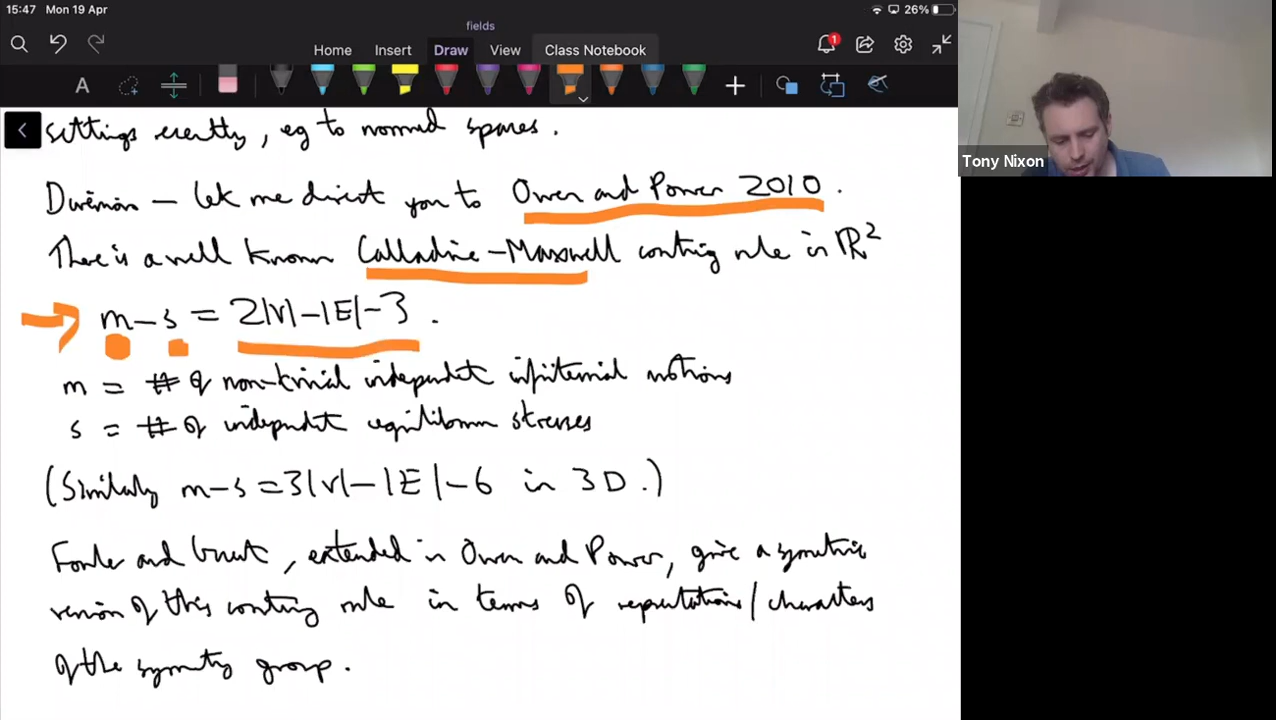 15:47 Mon 19 Apr
26%
fields
Home Insert Draw View Class Notebook
1
A
Tony Nixon
settings recently, eg to normed spaces.
Diversion – Let me direct you to Owen and Power 2010.
There is a well known Calladine–Maxwell counting rule in ℝ²
m–s = 2|V|–|E|–3.
m = # of non-trivial independent infinitesimal motions
s = # of independent equilibrium stresses
(Similarly m–s = 3|V|–|E|–6 in 3D.)
Fowler and Guest, extended in Owen and Power, give a symmetric
version of this counting rule in terms of representations/characters
of the symmetry group.